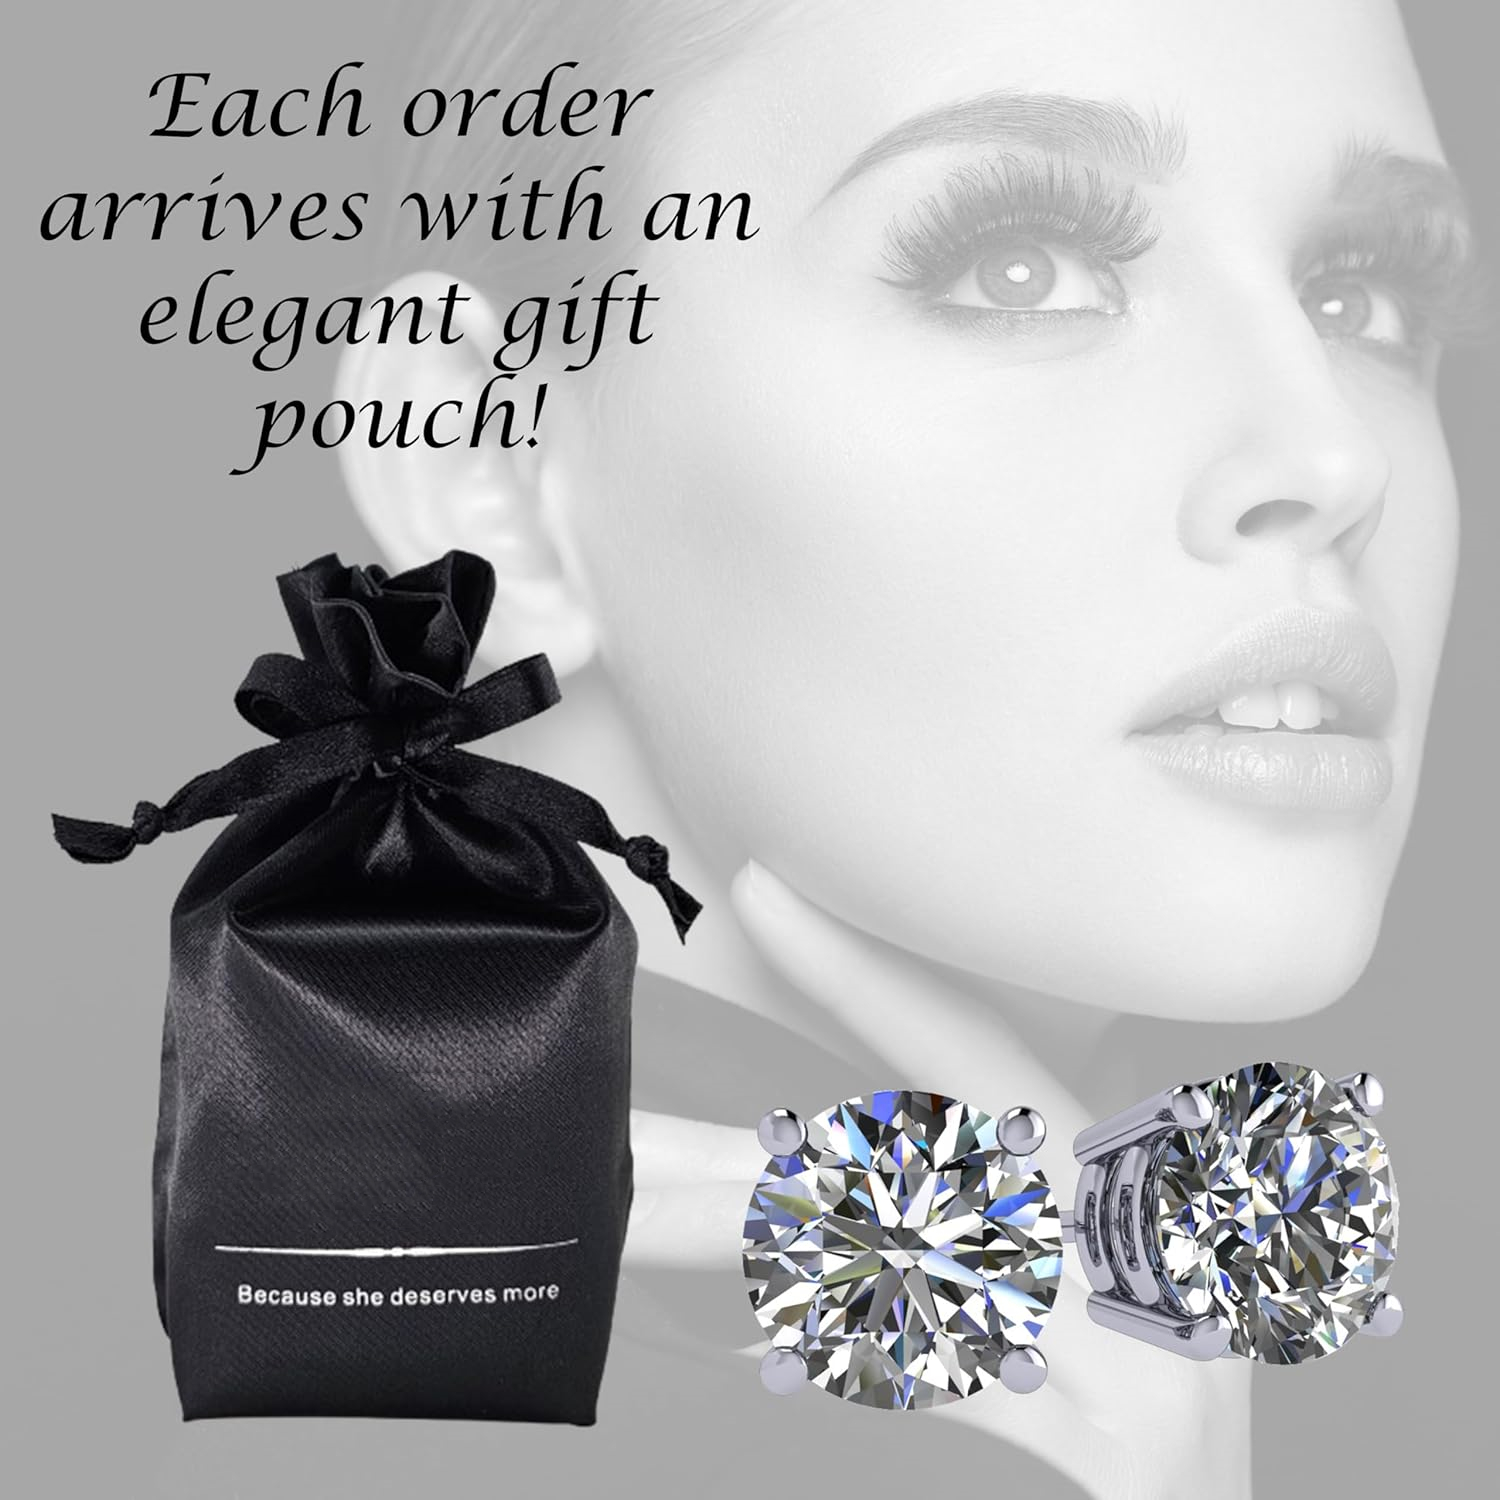 Each order
arrives with an
elegant gift
pouch!
Because she deserves more